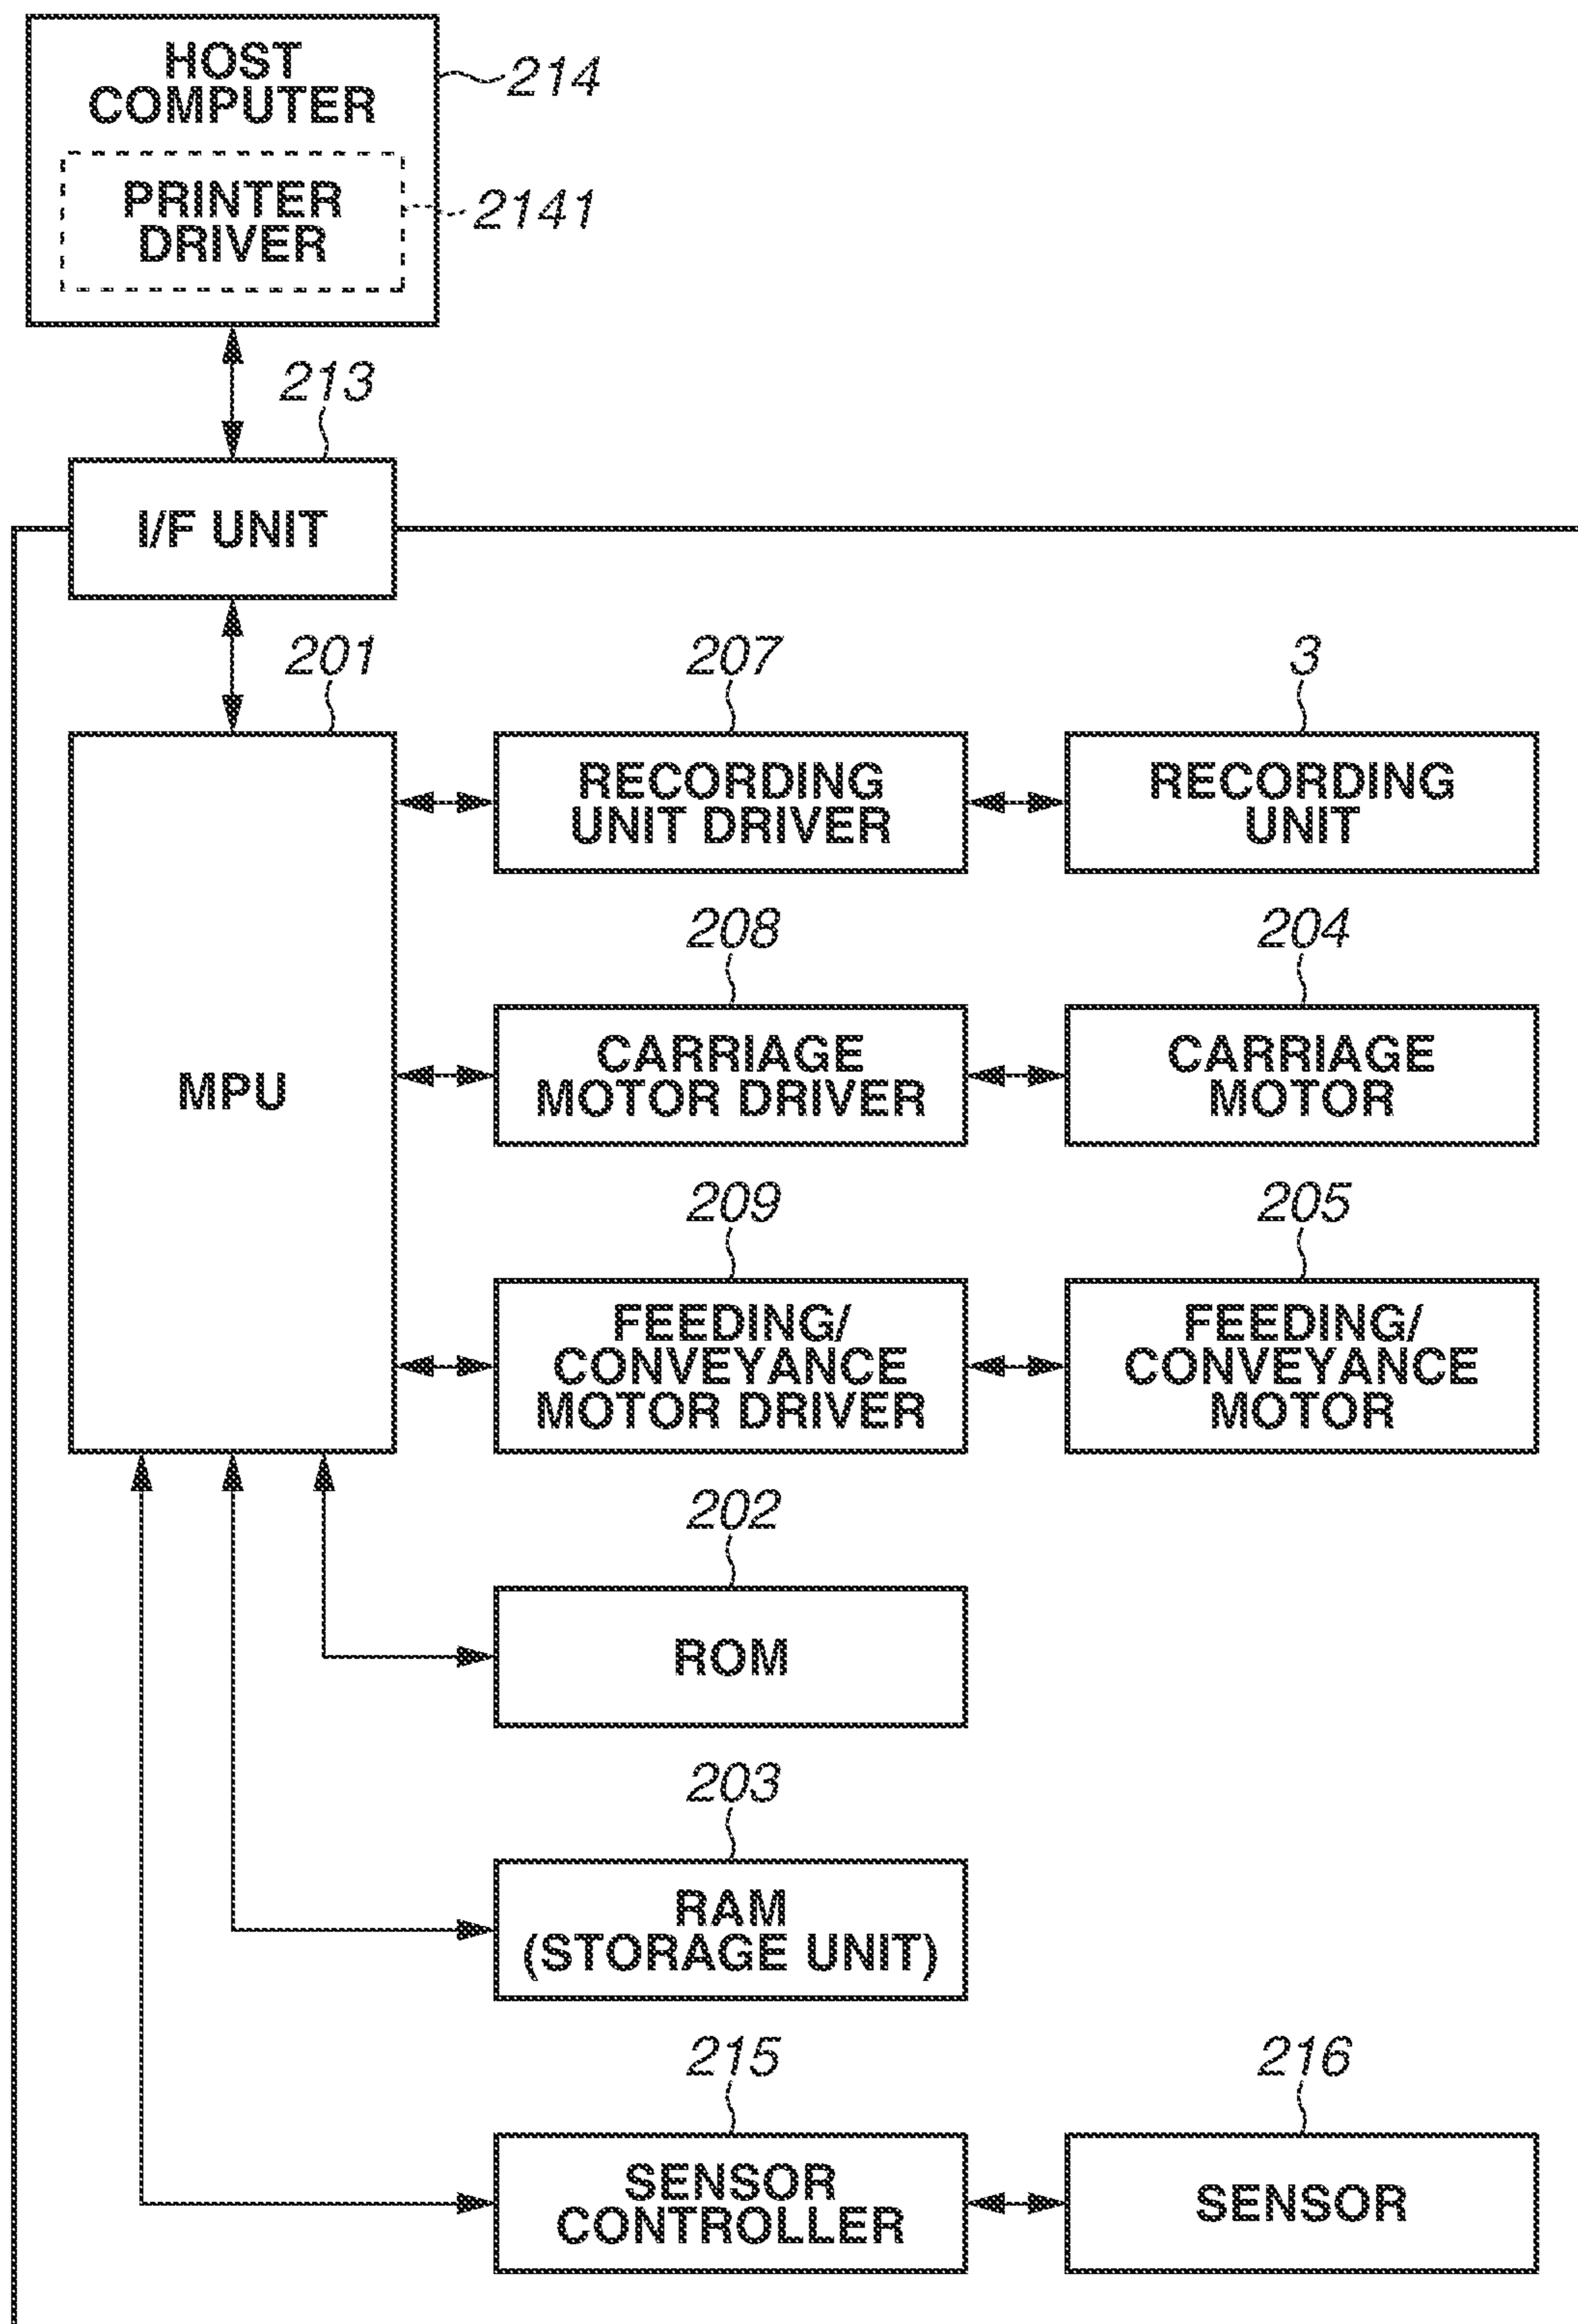 HOST
COMPUTER
214
PRINTER
DRIVER
2141
213
I/F UNIT
201
207
3
MPU
RECORDING
UNIT DRIVER
RECORDING
UNIT
208
204
CARRIAGE
MOTOR DRIVER
CARRIAGE
MOTOR
209
205
FEEDING/
CONVEYANCE
MOTOR DRIVER
FEEDING/
CONVEYANCE
MOTOR
202
ROM
203
RAM
(STORAGE UNIT)
215
216
SENSOR
CONTROLLER
SENSOR